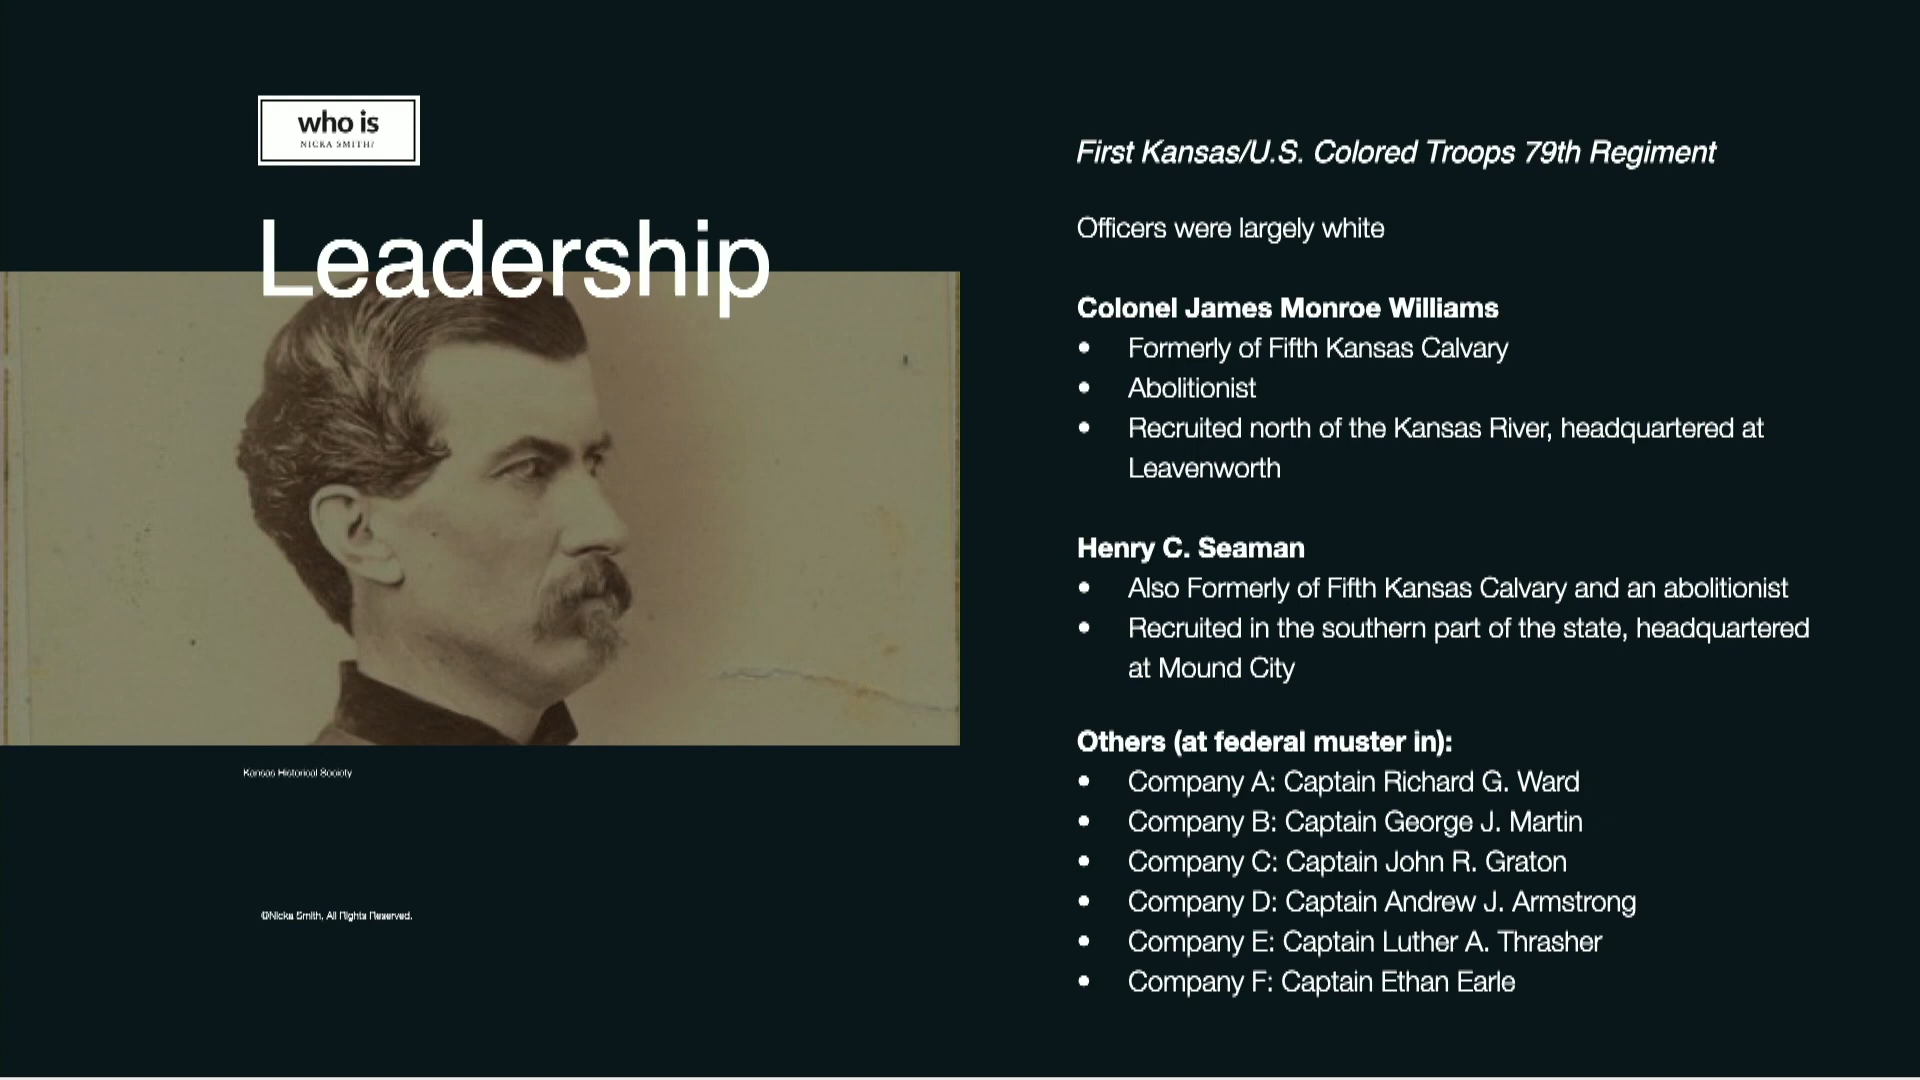 who is
NICKA SMITH?
Leadership
Kansas Historical Society
©Nicka Smith, All Rights Reserved.
First Kansas/U.S. Colored Troops 79th Regiment
Officers were largely white
Colonel James Monroe Williams
• Formerly of Fifth Kansas Calvary
• Abolitionist
• Recruited north of the Kansas River, headquartered at
Leavenworth
Henry C. Seaman
• Also Formerly of Fifth Kansas Calvary and an abolitionist
• Recruited in the southern part of the state, headquartered
at Mound City
Others (at federal muster in):
• Company A: Captain Richard G. Ward
• Company B: Captain George J. Martin
• Company C: Captain John R. Graton
• Company D: Captain Andrew J. Armstrong
• Company E: Captain Luther A. Thrasher
• Company F: Captain Ethan Earle